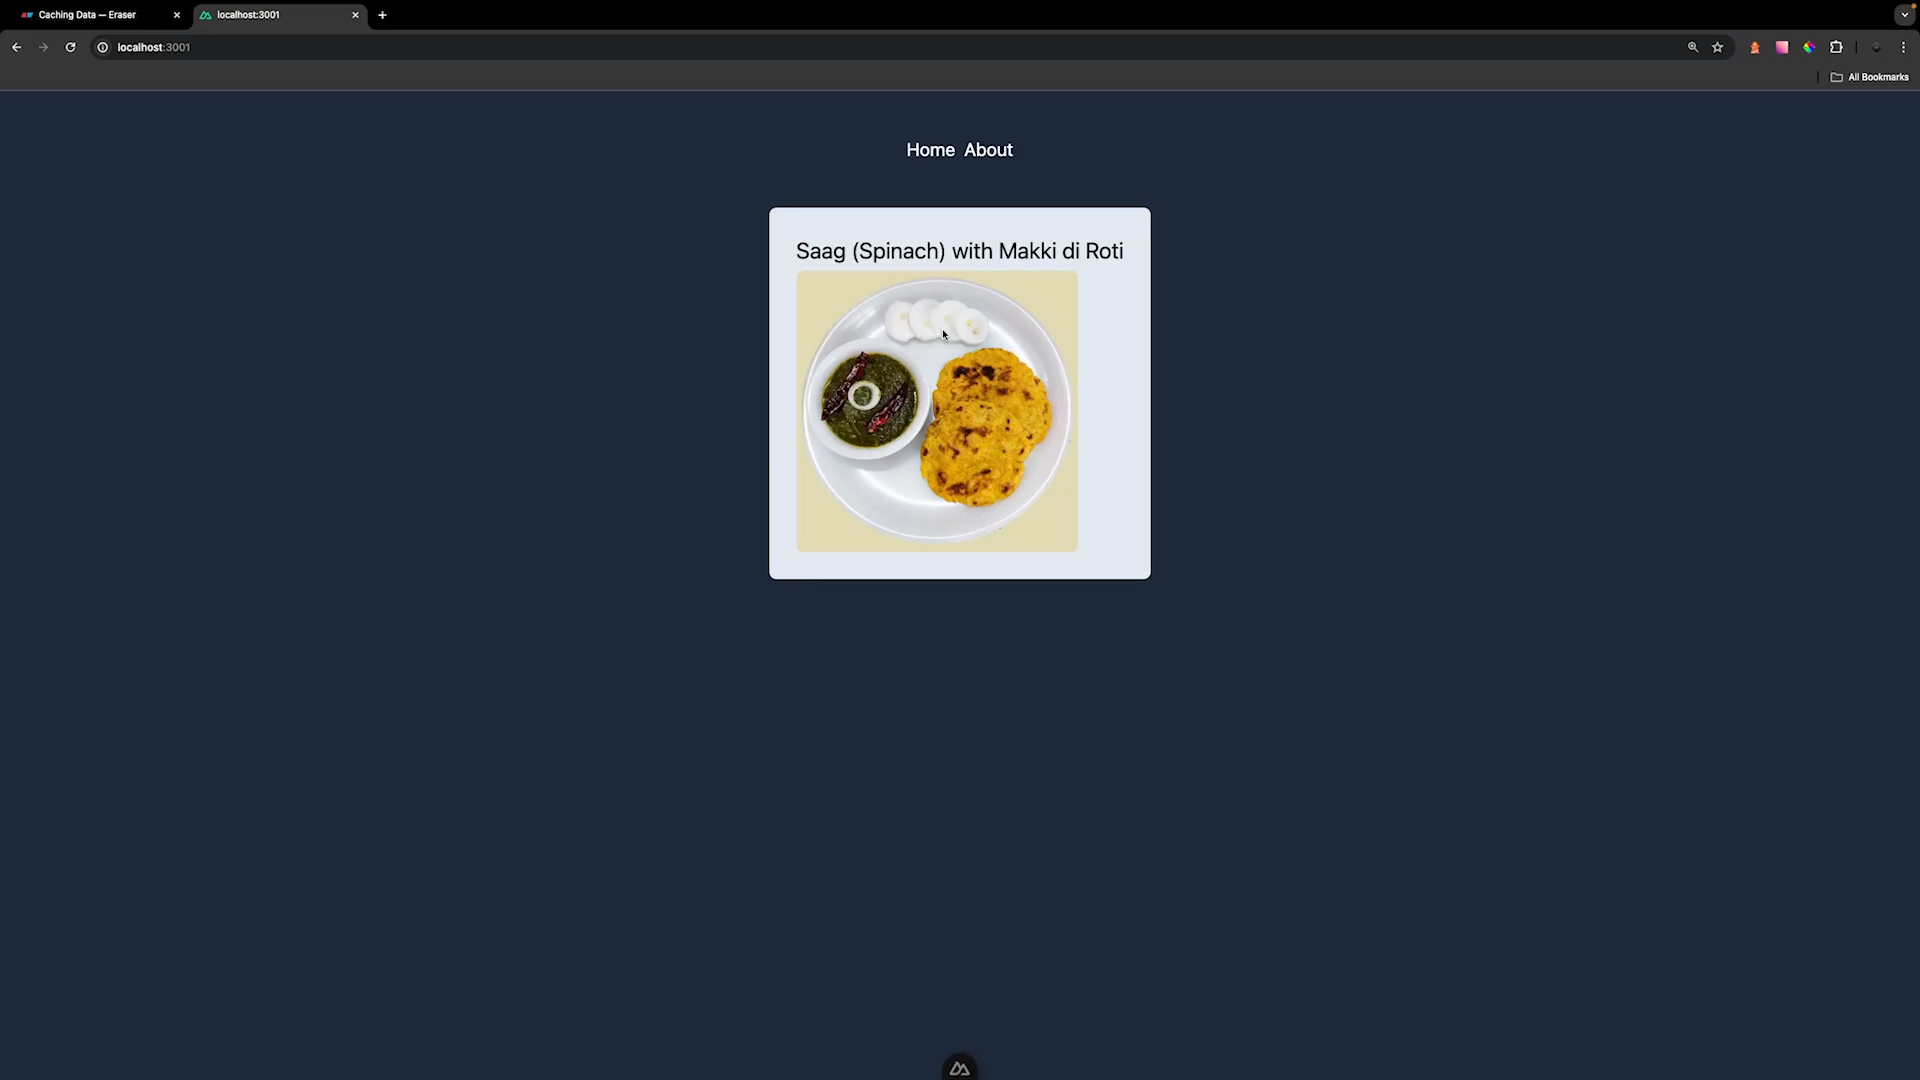 Caching Data — Eraser
localhost:3001
localhost:3001
All Bookmarks
Home About
Saag (Spinach) with Makki di Roti